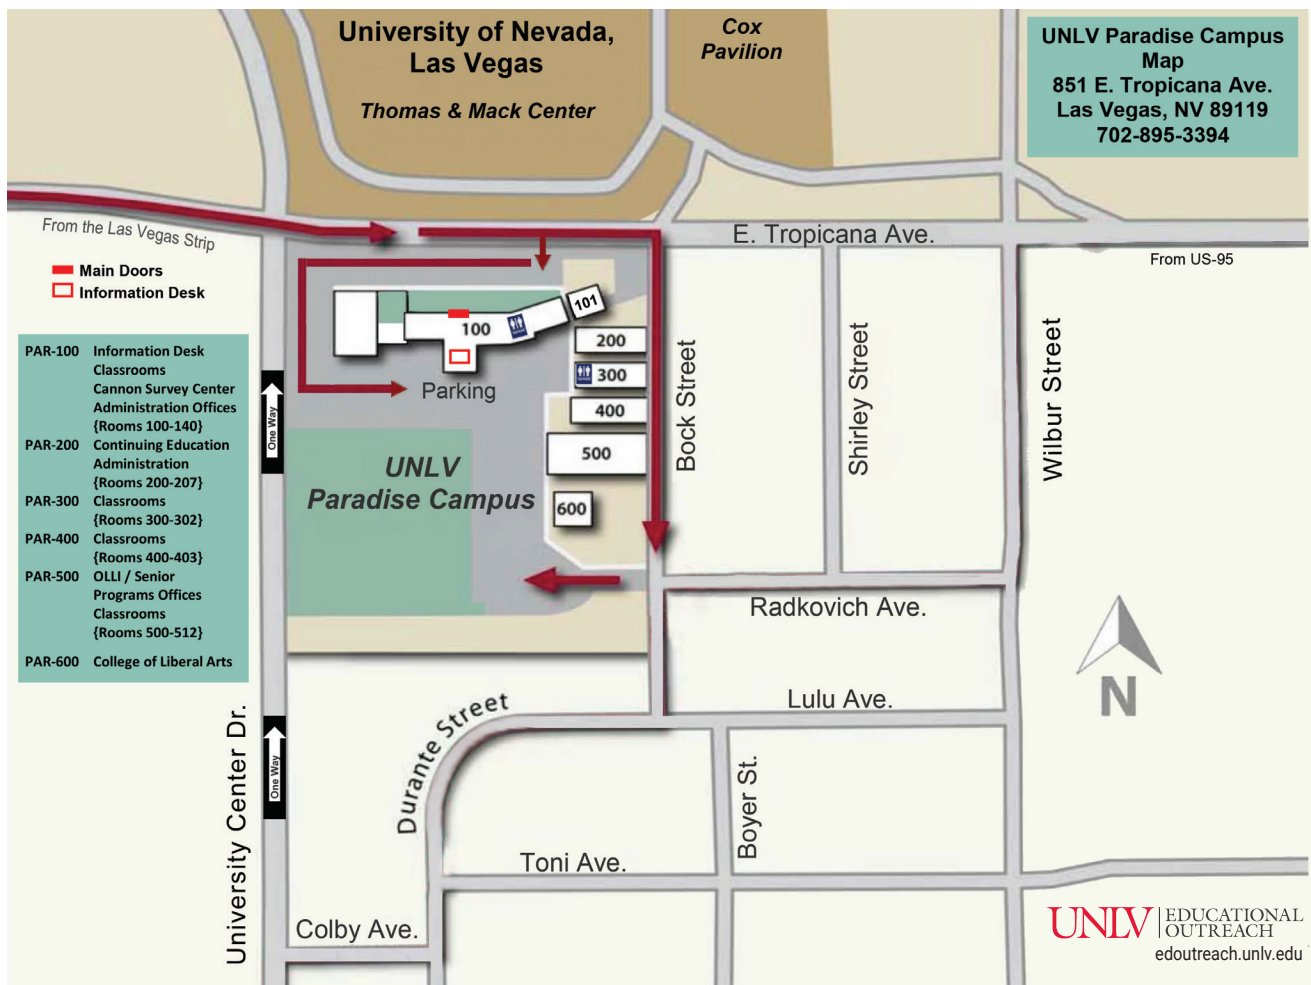 University of Nevada,
Las Vegas
Thomas & Mack Center
Cox
Pavilion
UNLV Paradise Campus
Map
851 E. Tropicana Ave.
Las Vegas, NV 89119
702-895-3394
From the Las Vegas Strip
E. Tropicana Ave.
From US-95
Main Doors
Information Desk
PAR-100 Information Desk
Classrooms
Cannon Survey Center
Administration Offices
{Rooms 100-140}
PAR-200 Continuing Education
Administration
{Rooms 200-207}
PAR-300 Classrooms
{Rooms 300-302}
PAR-400 Classrooms
{Rooms 400-403}
PAR-500 OLLI / Senior
Programs Offices
Classrooms
{Rooms 500-512}
PAR-600 College of Liberal Arts
100
101
200
300
400
500
600
Parking
UNLV
Paradise Campus
One Way
One Way
University Center Dr.
Bock Street
Shirley Street
Wilbur Street
Radkovich Ave.
Lulu Ave.
Durante Street
Boyer St.
Toni Ave.
Colby Ave.
N
UNLV EDUCATIONAL
OUTREACH
edoutreach.unlv.edu